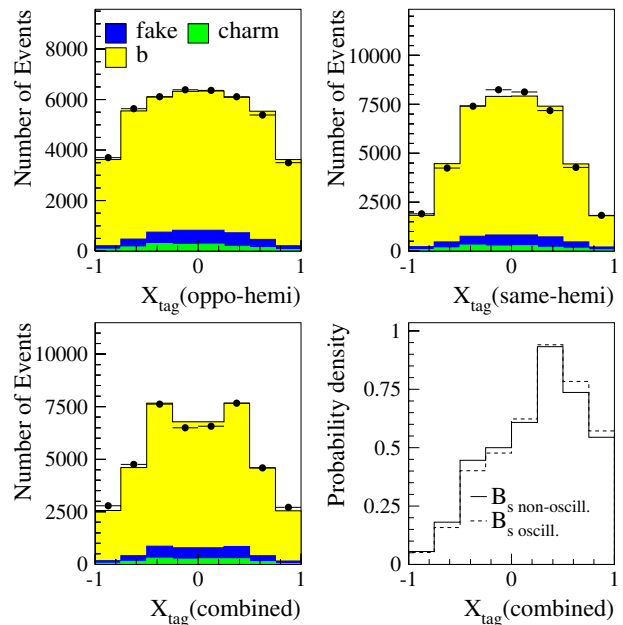 fake charm
b
Number of Events
8000
6000
4000
2000
0
-1 0 1
X_tag(oppo-hemi)
Number of Events
12500
10000
7500
5000
2500
0
-1 0 1
X_tag(same-hemi)
Number of Events
10000
7500
5000
2500
0
-1 0 1
X_tag(combined)
Probability density
1
0.75
0.5
0.25
0
B_s non-oscill.
B_s oscill.
-1 0 1
X_tag(combined)